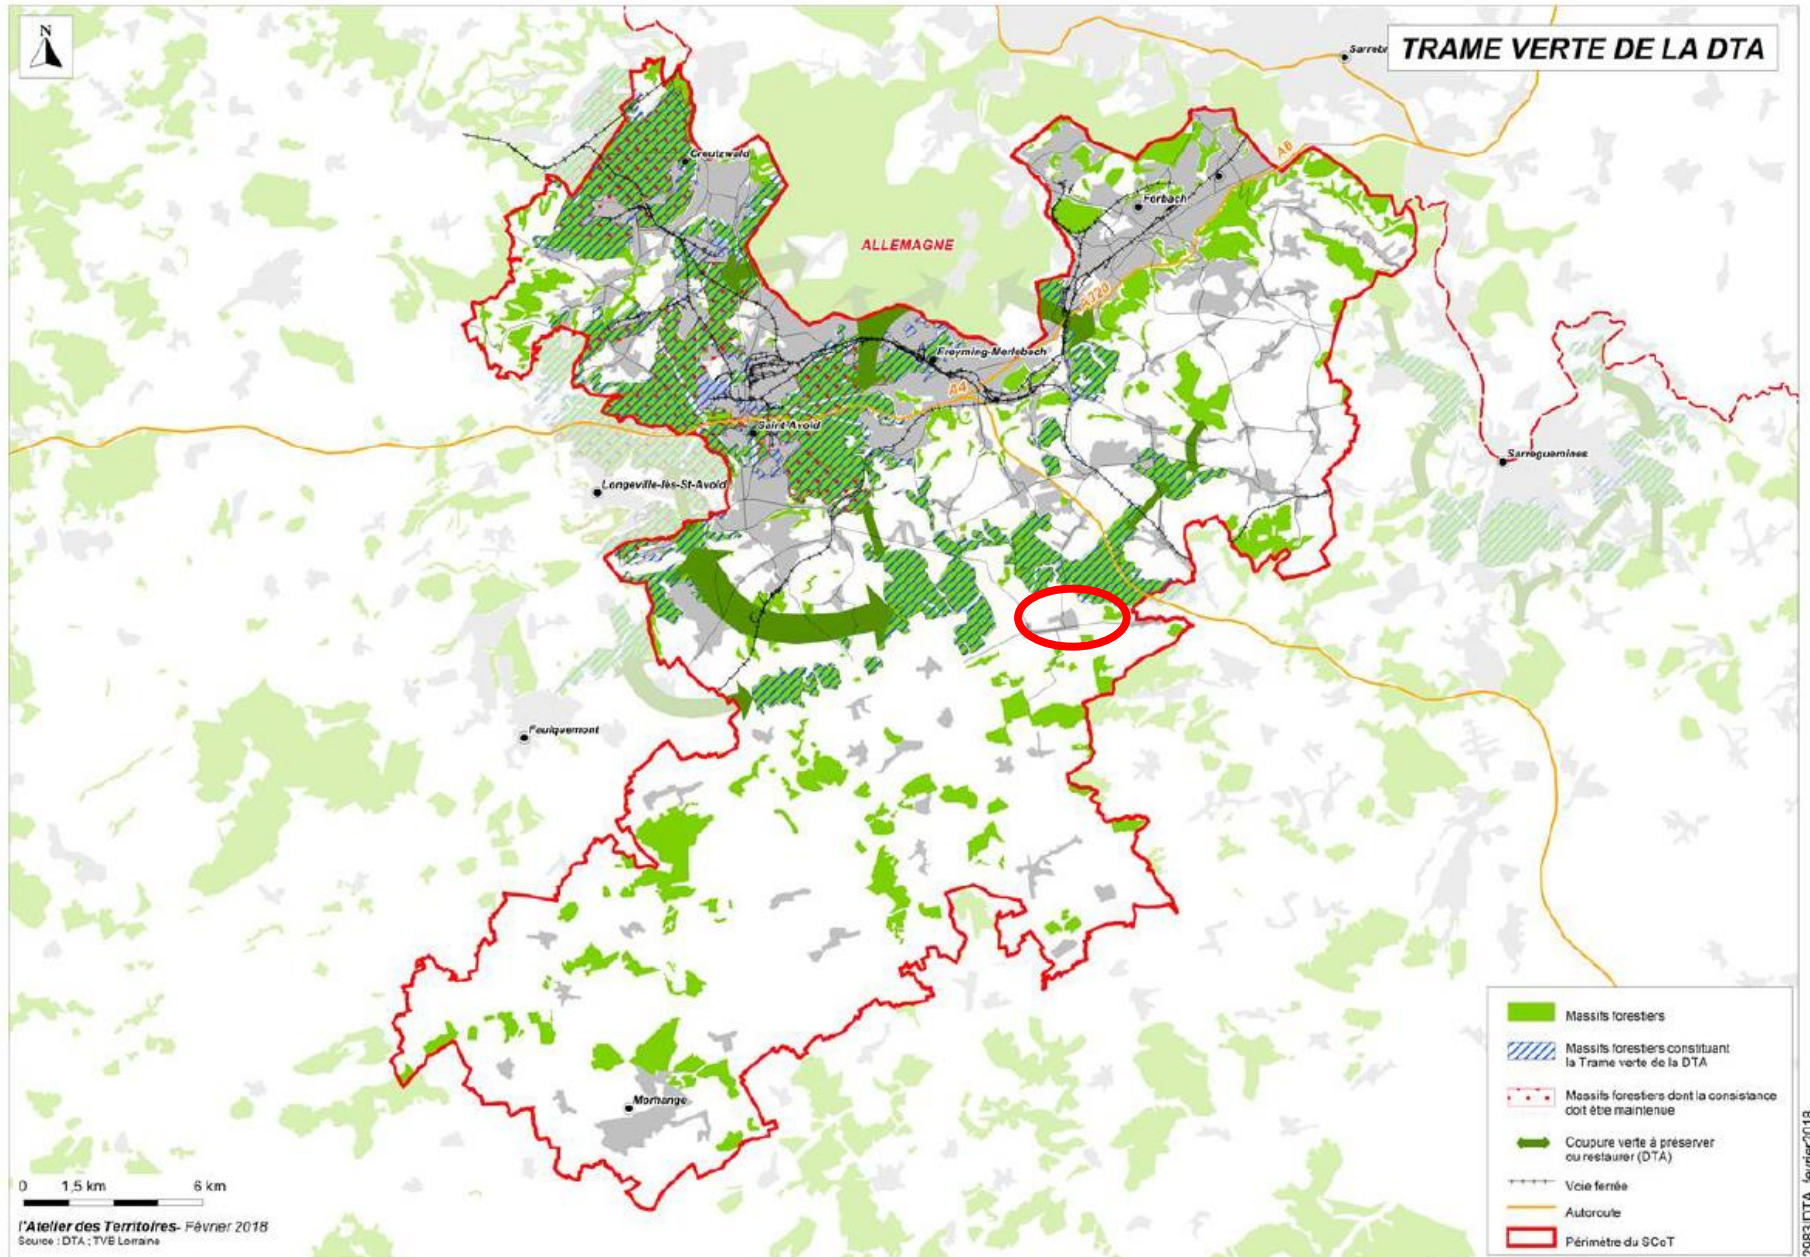 N
TRAME VERTE DE LA DTA
Sarrebr
A6
Creutzwald
Forbach
ALLEMAGNE
A320
Freyming-Merlebach
A4
Saint-Avold
Sarreguemines
Longeville-lès-St-Avold
Faulquemont
Morhange
Massifs forestiers
Massifs forestiers constituant
la Trame verte de la DTA
Massifs forestiers dont la consistance
doit être maintenue
Coupure verte à préserver
ou restaurer (DTA)
Voie ferrée
Autoroute
Périmètre du SCoT
0 1,5 km 6 km
l'Atelier des Territoires- Février 2018
Source : DTA ; TVB Lorraine
2983/DTA_fevrier2018